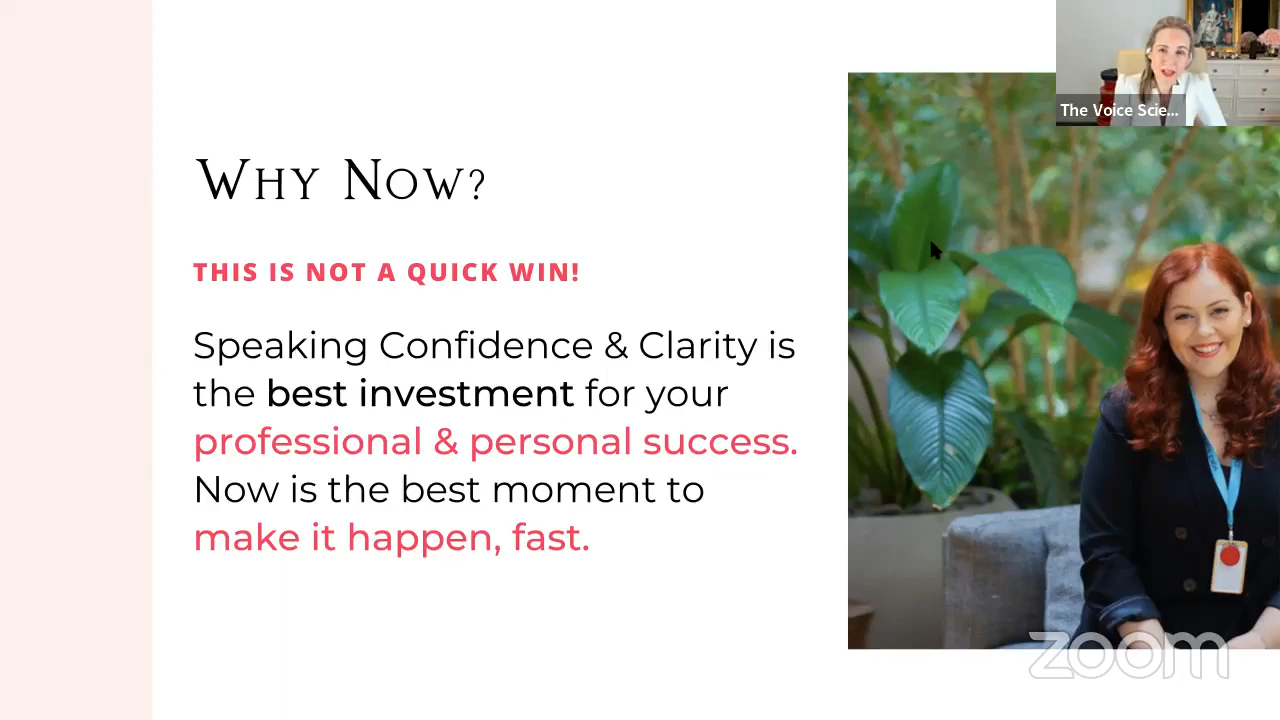 The Voice Scie...
WHY NOW?
THIS IS NOT A QUICK WIN!
Speaking Confidence & Clarity is
the best investment for your
professional & personal success.
Now is the best moment to
make it happen, fast.
zoom